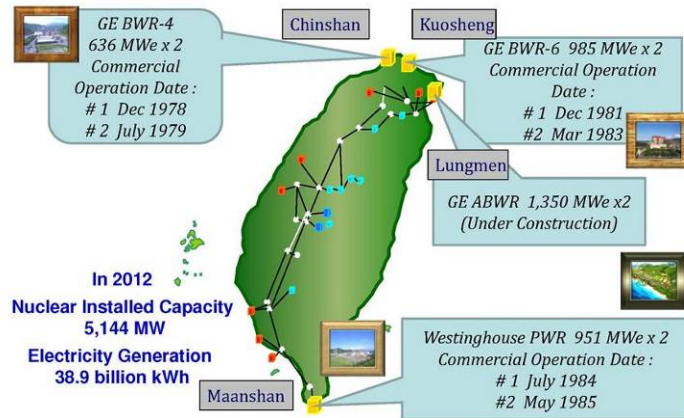 GE BWR-4
636 MWe x 2
Commercial
Operation Date :
# 1 Dec 1978
# 2 July 1979
Chinshan
Kuosheng
GE BWR-6 985 MWe x 2
Commercial Operation
Date :
# 1 Dec 1981
#2 Mar 1983
Lungmen
GE ABWR 1,350 MWe x2
(Under Construction)
In 2012
Nuclear Installed Capacity
5,144 MW
Electricity Generation
38.9 billion kWh
Westinghouse PWR 951 MWe x 2
Commercial Operation Date :
# 1 July 1984
#2 May 1985
Maanshan